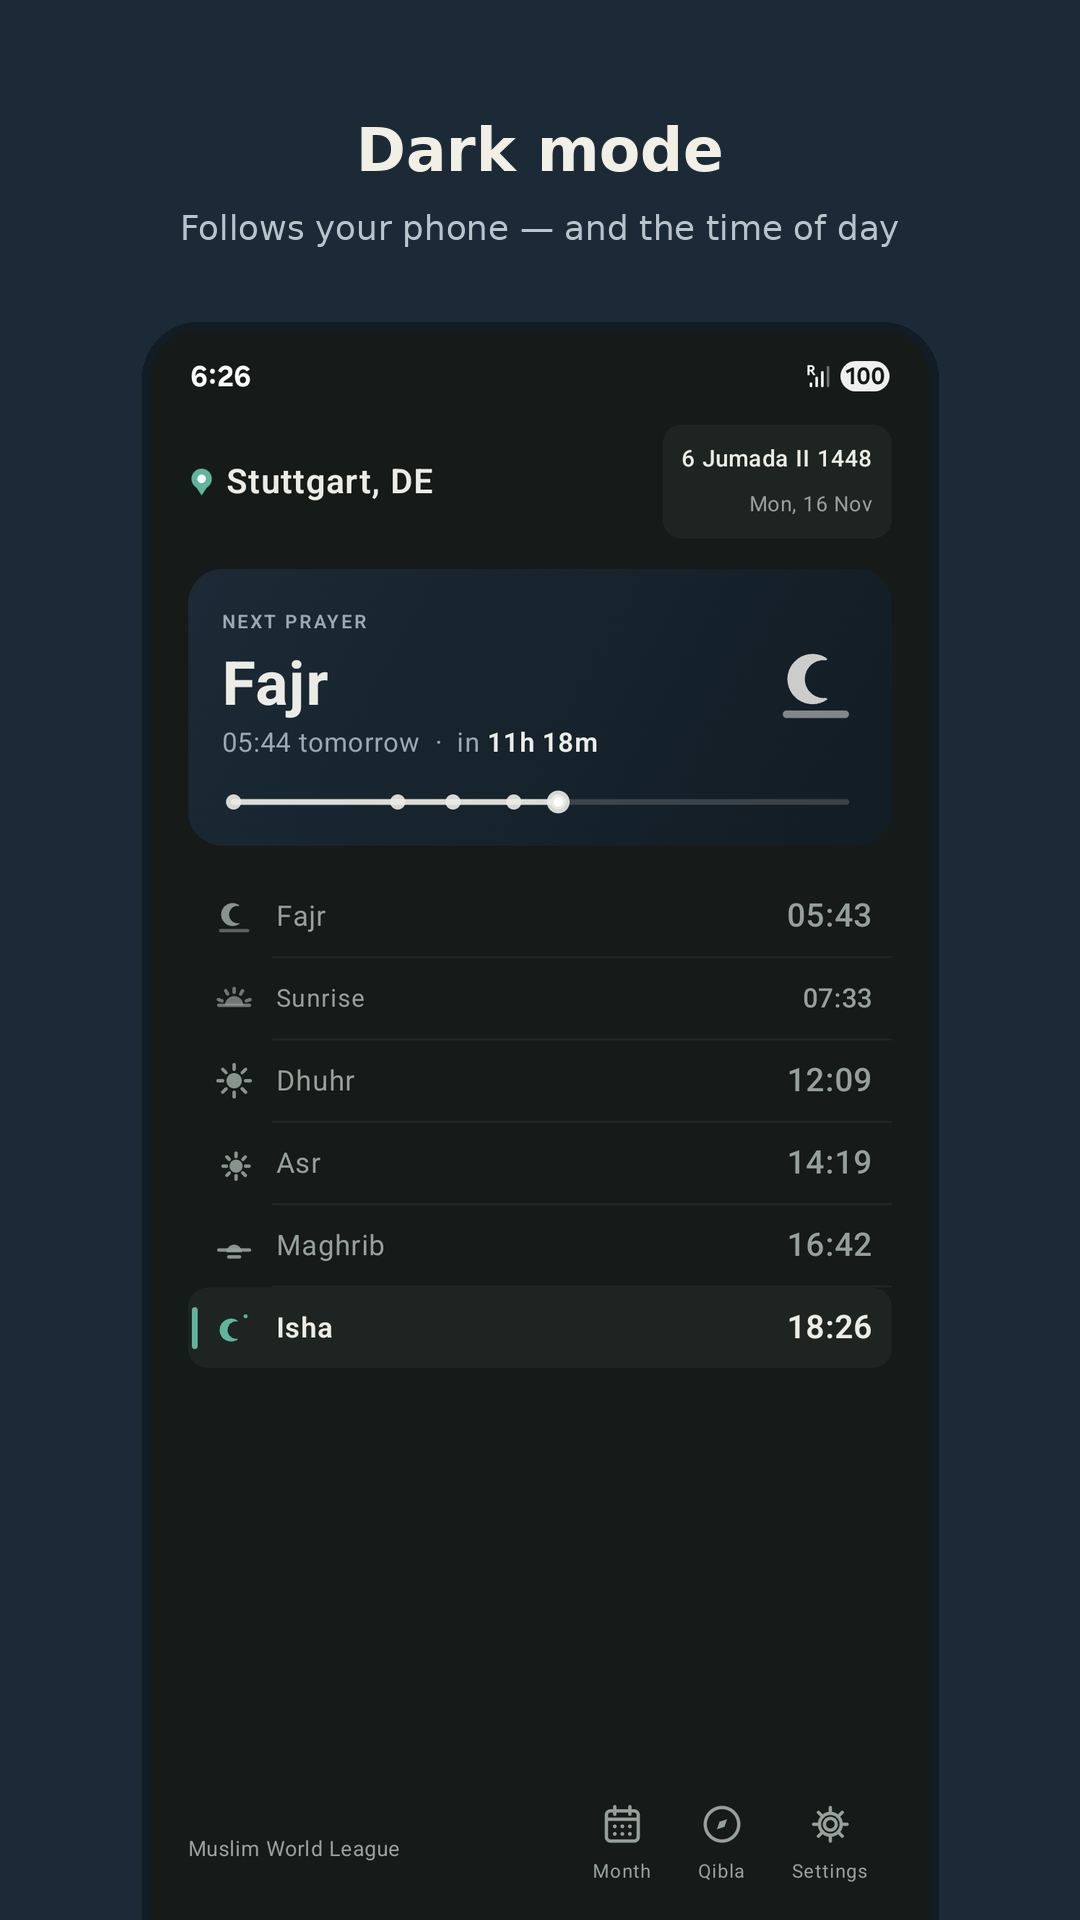 Dark mode
Follows your phone — and the time of day
6:26
R 100
Stuttgart, DE
6 Jumada II 1448
Mon, 16 Nov
NEXT PRAYER
Fajr
05:44 tomorrow · in 11h 18m
Fajr 05:43
Sunrise 07:33
Dhuhr 12:09
Asr 14:19
Maghrib 16:42
Isha 18:26
Muslim World League
Month Qibla Settings